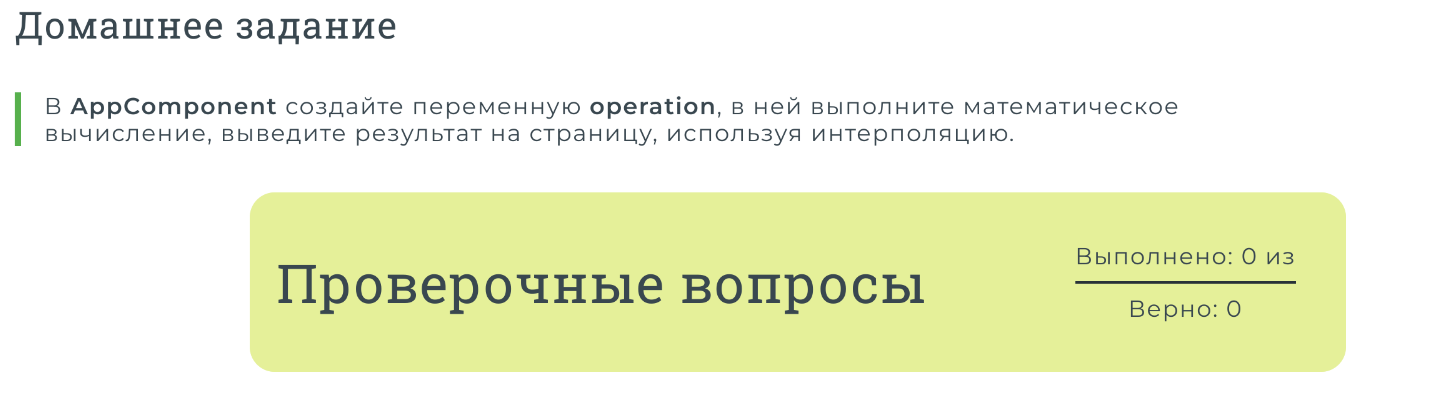 Домашнее задание
В AppComponent создайте переменную operation, в ней выполните математическое
вычисление, выведите результат на страницу, используя интерполяцию.
Проверочные вопросы
Выполнено: 0 из
Верно: 0